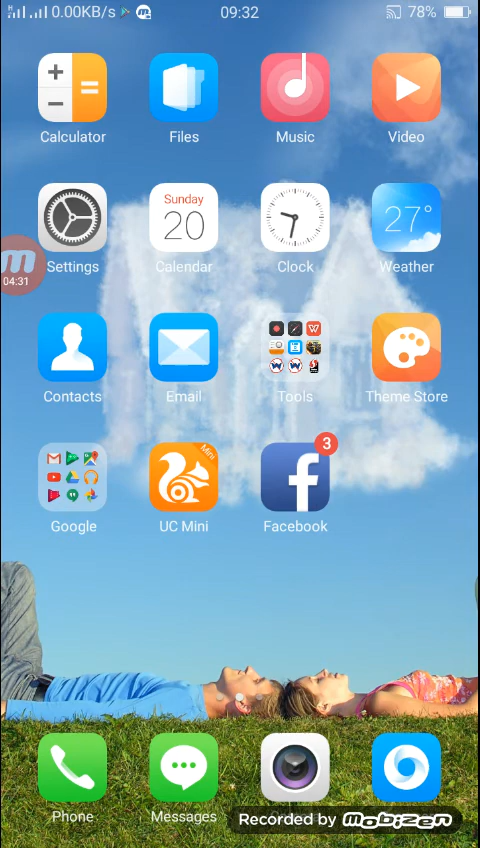 0.00KB/s 09:32 78%
Calculator Files Music Video
Sunday
20
27°
Settings Calendar Clock Weather
04:31
Contacts Email Tools Theme Store
Mini
3
Google UC Mini Facebook
Phone Messages
Recorded by mobizen